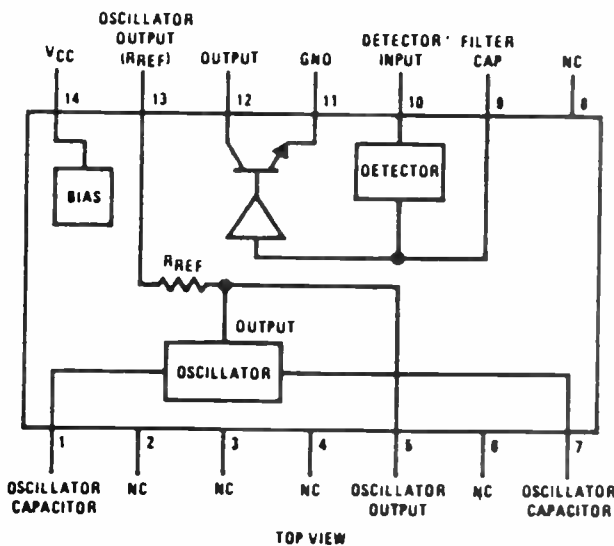 OSCILLATOR
OUTPUT
(RREF)
VCC
OUTPUT
GND
DETECTOR
INPUT
FILTER
CAP
NC
14
13
12
11
10
9
8
BIAS
DETECTOR
RREF
OUTPUT
OSCILLATOR
1
2
3
4
5
6
7
OSCILLATOR
CAPACITOR
NC
NC
NC
OSCILLATOR
OUTPUT
NC
OSCILLATOR
CAPACITOR
TOP VIEW